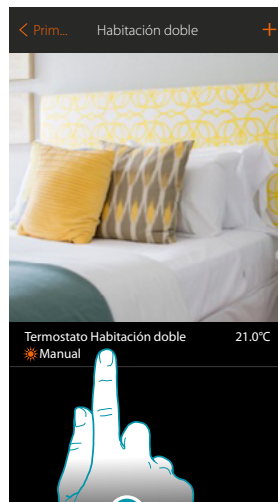 < Prim...
Habitación doble
+
Termostato Habitación doble
21.0°C
Manual